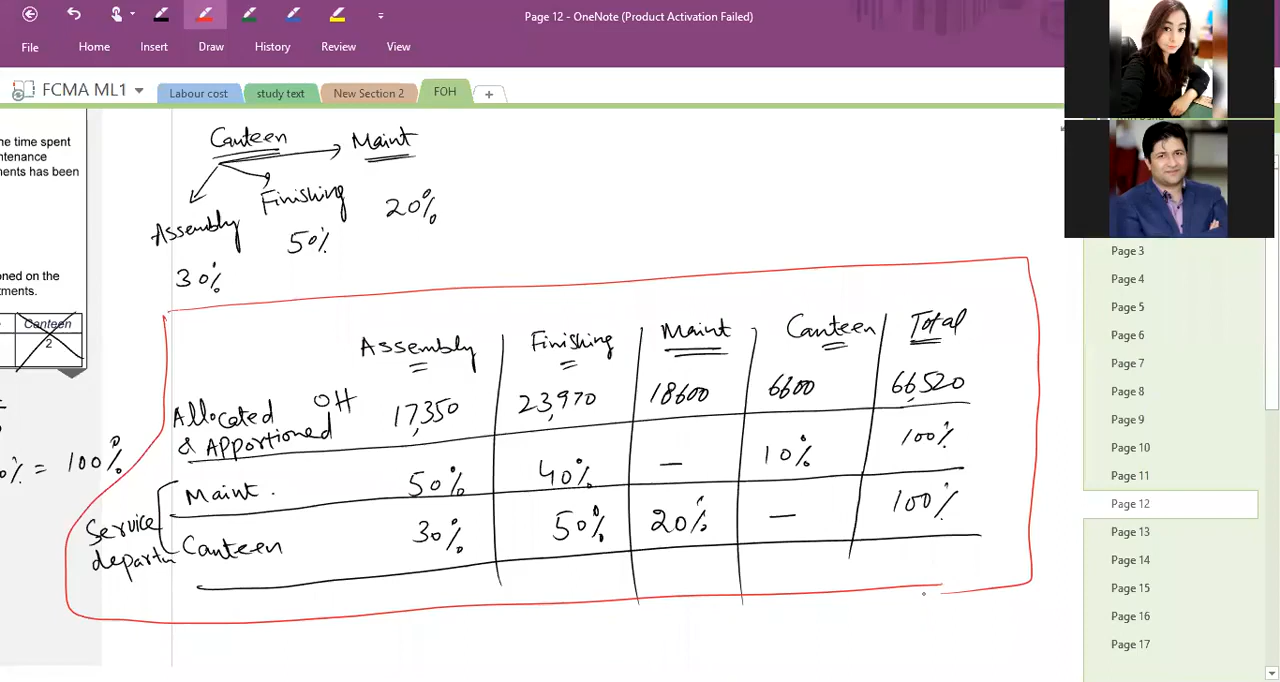 Page 12 - OneNote (Product Activation Failed)
File Home Insert Draw History Review View
FCMA ML1 Labour cost study text New Section 2 FOH +
the time spent
ntenance
ments has been
oned on the
tments.
Canteen
2
0% = 100%
Canteen Maint
Assembly Finishing 20%
30% 50%
Assembly Finishing Maint Canteen Total
Allocated OH 17,350 23,970 18600 6600 66,520
& Apportioned
Maint. 50% 40% – 10% 100%
Service
departm
Canteen 30% 50% 20% – 100%
Page 3
Page 4
Page 5
Page 6
Page 7
Page 8
Page 9
Page 10
Page 11
Page 12
Page 13
Page 14
Page 15
Page 16
Page 17